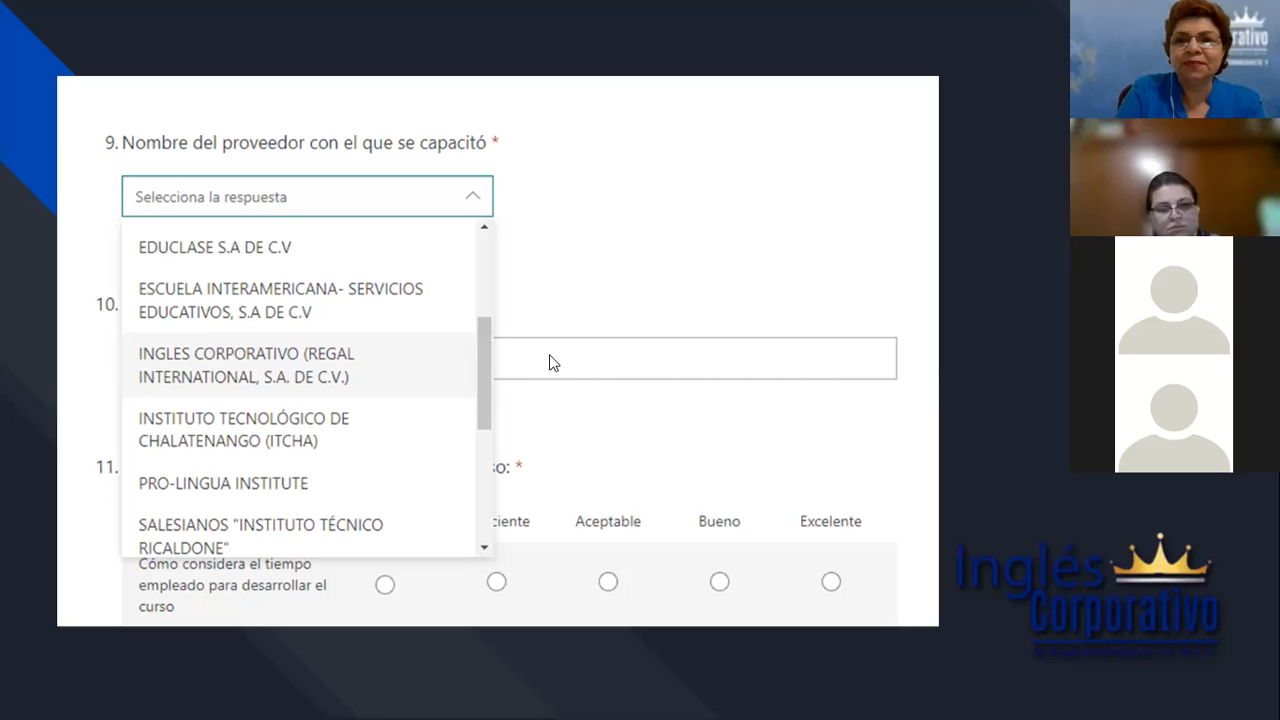 9. Nombre del proveedor con el que se capacitó *
Selecciona la respuesta
EDUCLASE S.A DE C.V
ESCUELA INTERAMERICANA- SERVICIOS
EDUCATIVOS, S.A DE C.V
INGLES CORPORATIVO (REGAL
INTERNATIONAL, S.A. DE C.V.)
INSTITUTO TECNOLÓGICO DE
CHALATENANGO (ITCHA)
PRO-LINGUA INSTITUTE
SALESIANOS "INSTITUTO TÉCNICO
RICALDONE"
10.
11.
so: *
ciente Aceptable Bueno Excelente
Cómo considera el tiempo
empleado para desarrollar el
curso
rativo
Inglés
Corporativo